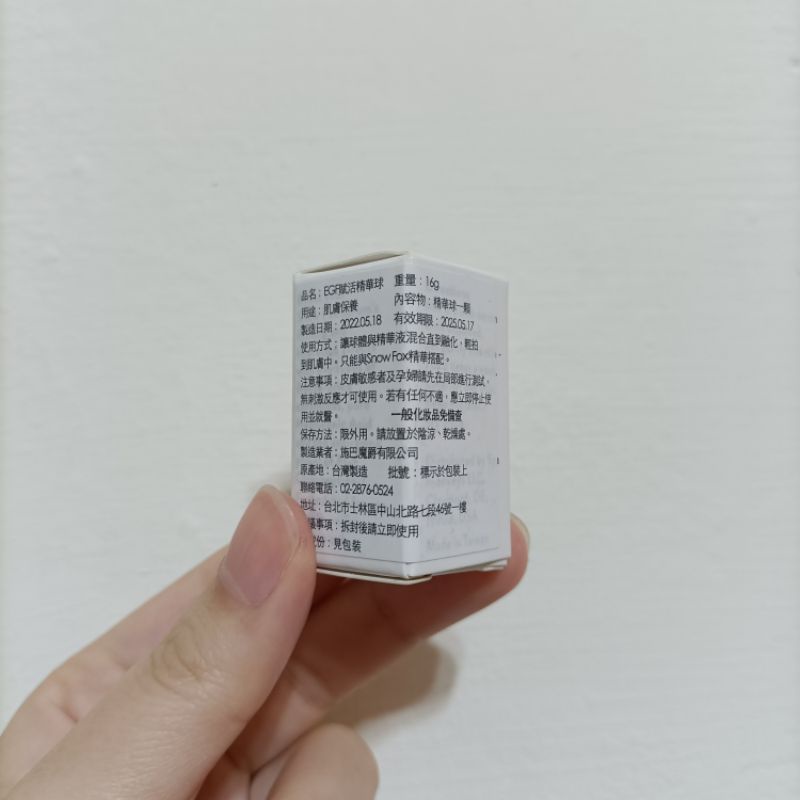 品名：EGF賦活精華球 重量：16g
用途：肌膚保養 內容物：精華球一顆
製造日期：2022.05.18 有效期限：2025.05.17
使用方式：讓球體與精華液混合直到融化，輕拍
到肌膚中。只能與Snow Fox精華搭配。
注意事項：皮膚敏感者及孕婦請先在局部進行測試，
無刺激反應才可使用。若有任何不適，應立即停止使
用並就醫。 一般化妝品免備查
保存方法：限外用。請放置於陰涼、乾燥處。
製造業者：施巴魔爵有限公司
原產地：台灣製造 批號：標示於包裝上
聯絡電話：02-2876-0524
地址：台北市士林區中山北路七段46號一樓
議事項：拆封後請立即使用
份：見包裝
Made in Taiwan